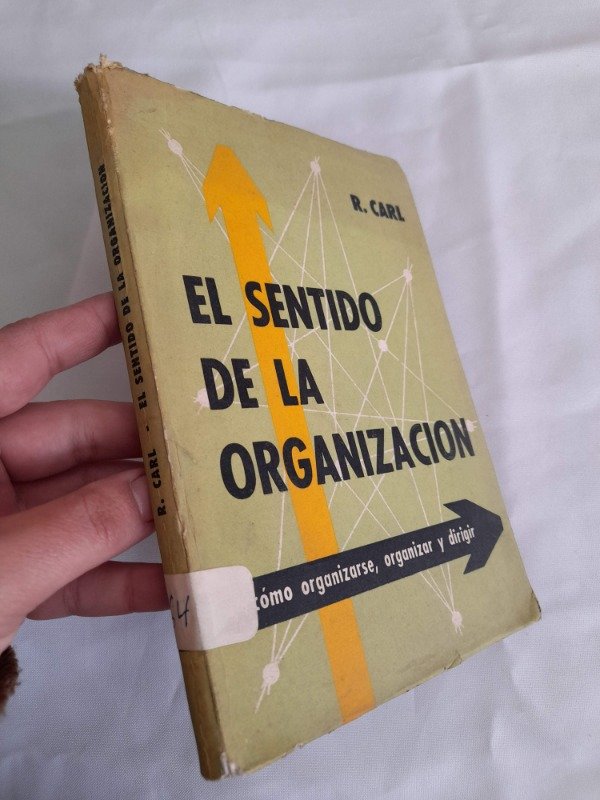 R. CARL
EL SENTIDO
DE LA
ORGANIZACION
cómo organizarse, organizar y dirigir
R. CARL - EL SENTIDO DE LA ORGANIZACION